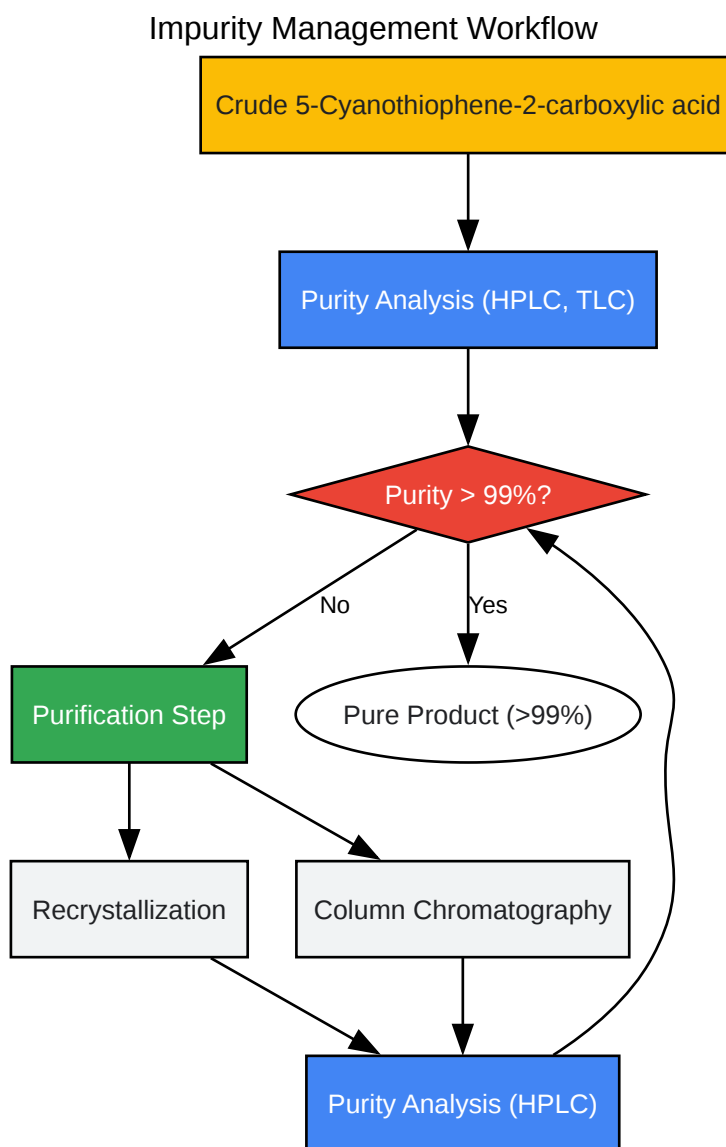 Impurity Management Workflow
Crude 5-Cyanothiophene-2-carboxylic acid
Purity Analysis (HPLC, TLC)
Purity > 99%?
No
Yes
Purification Step
Pure Product (>99%)
Recrystallization
Column Chromatography
Purity Analysis (HPLC)